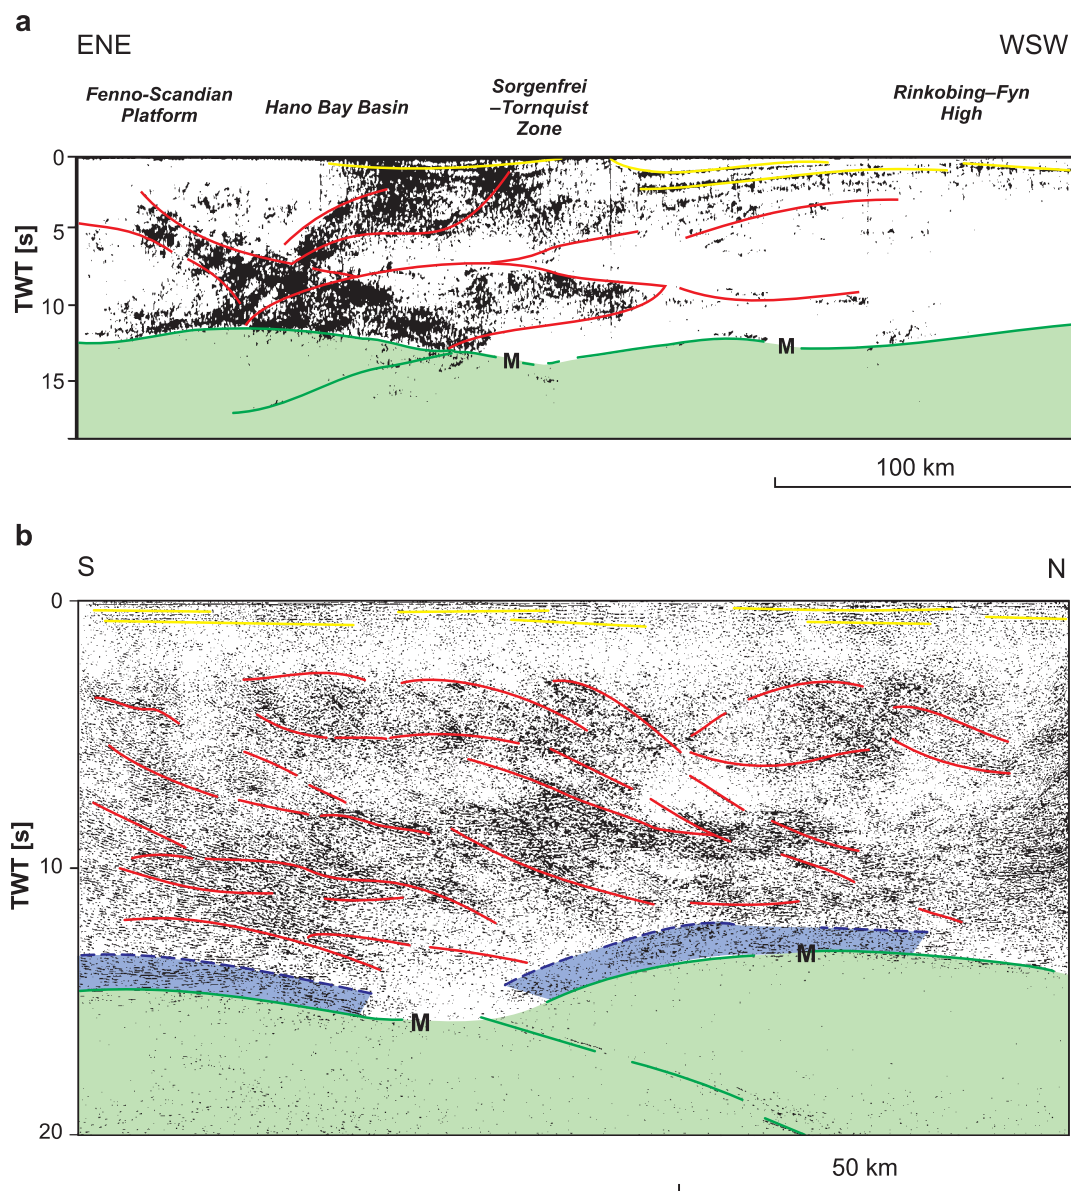 a
ENE
WSW
Fenno-Scandian
Platform
Hano Bay Basin
Sorgenfrei
–Tornquist
Zone
Rinkobing–Fyn
High
0
5
10
15
TWT [s]
M
M
100 km
b
S
N
0
10
20
TWT [s]
M
M
50 km